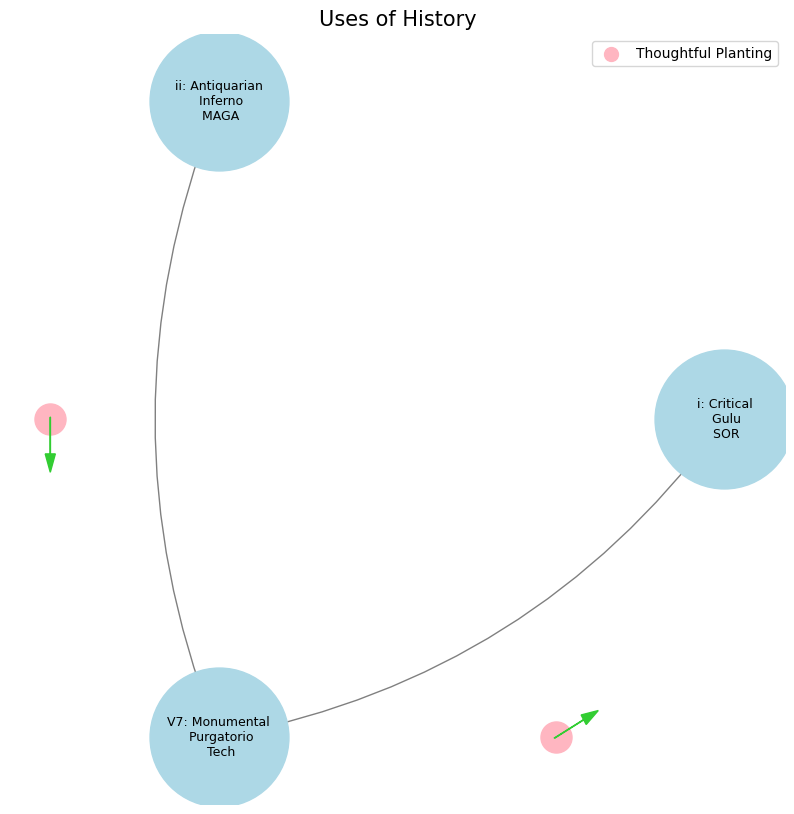 Uses of History
Thoughtful Planting
ii: Antiquarian
Inferno
MAGA
i: Critical
Gulu
SOR
V7: Monumental
Purgatorio
Tech